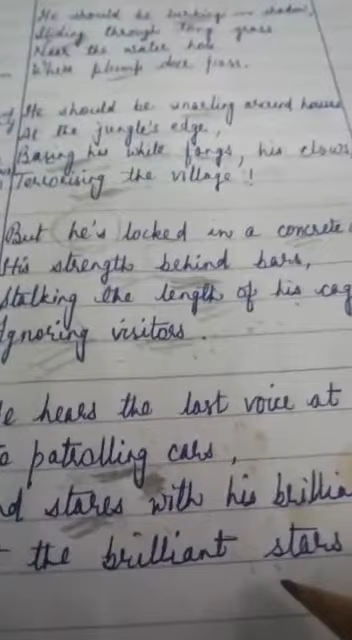 He should be lurking in shadow,
Sliding through long grass
Near the water hole
Where plump deer pass.
He should be snarling around houses
At the jungle's edge,
Baring his white fangs, his claws,
Terrorising the village!
But he's locked in a concrete
His strength behind bars,
Stalking the length of his cag
Ignoring visitors.
e hears the last voice at
o patrolling cars,
nd stares with his brillia
t the brilliant stars